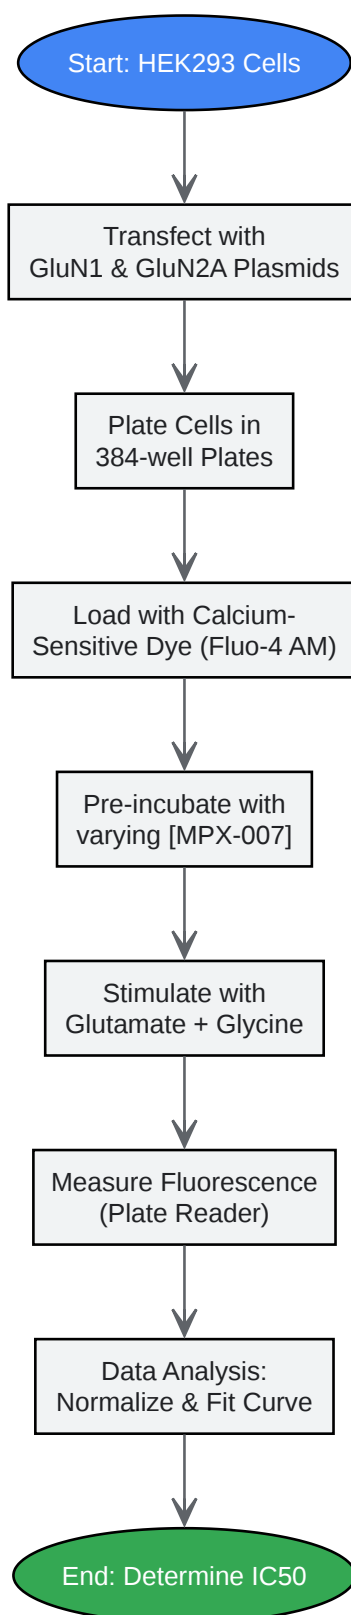 Start: HEK293 Cells
Transfect with
GluN1 & GluN2A Plasmids
Plate Cells in
384-well Plates
Load with Calcium-
Sensitive Dye (Fluo-4 AM)
Pre-incubate with
varying [MPX-007]
Stimulate with
Glutamate + Glycine
Measure Fluorescence
(Plate Reader)
Data Analysis:
Normalize & Fit Curve
End: Determine IC50